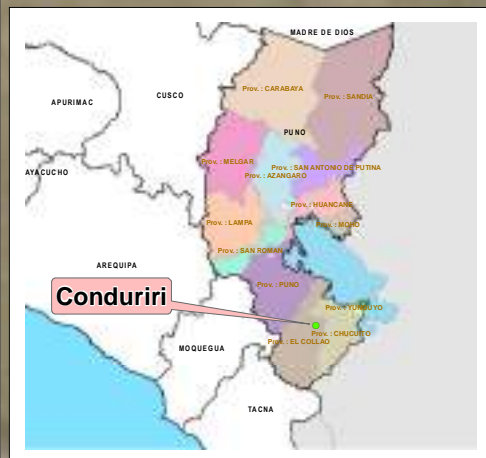 MADRE DE DIOS
CUSCO
Prov. : CARABAYA
Prov. : SANDIA
APURIMAC
PUNO
Prov. : MELGAR
Prov. : SAN ANTONIO DE PUTINA
AYACUCHO
Prov. : AZANGARO
Prov. : HUANCANE
Prov. : LAMPA
Prov. : MOHO
Prov. : SAN ROMAN
AREQUIPA
Prov. : PUNO
Conduriri
Prov. : YUNGUYO
Prov. : CHUCUITO
Prov. : EL COLLAO
MOQUEGUA
TACNA